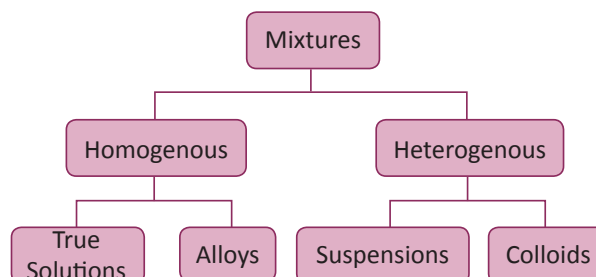 Mixtures
Homogenous
Heterogenous
True
Solutions
Alloys
Suspensions
Colloids